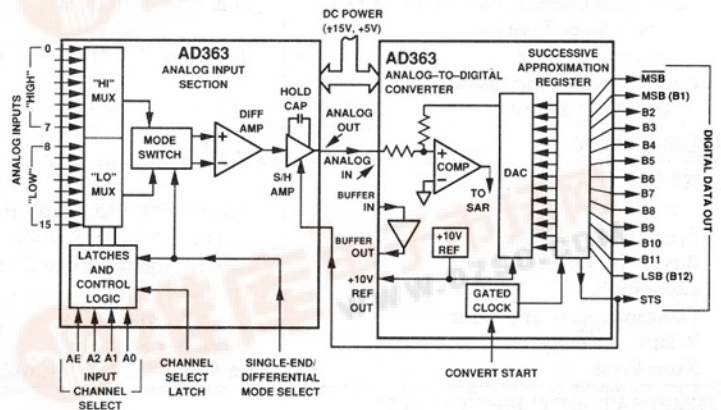 DC POWER
(±15V, +5V)
AD363
ANALOG INPUT
SECTION
0
"HIGH"
7
8
"LOW"
15
ANALOG INPUTS
"HI"
MUX
"LO"
MUX
MODE
SWITCH
DIFF
AMP
+
−
HOLD
CAP
S/H
AMP
ANALOG
OUT
ANALOG
IN
LATCHES
AND
CONTROL
LOGIC
AE A2 A1 A0
INPUT
CHANNEL
SELECT
CHANNEL
SELECT
LATCH
SINGLE-END/
DIFFERENTIAL
MODE SELECT
AD363
ANALOG–TO–DIGITAL
CONVERTER
SUCCESSIVE
APPROXIMATION
REGISTER
+
−
COMP
TO
SAR
DAC
BUFFER
IN
BUFFER
OUT
+10V
REF
+10V
REF
OUT
GATED
CLOCK
CONVERT START
MSB
MSB (B1)
B2
B3
B4
B5
B6
B7
B8
B9
B10
B11
LSB (B12)
STS
DIGITAL DATA OUT